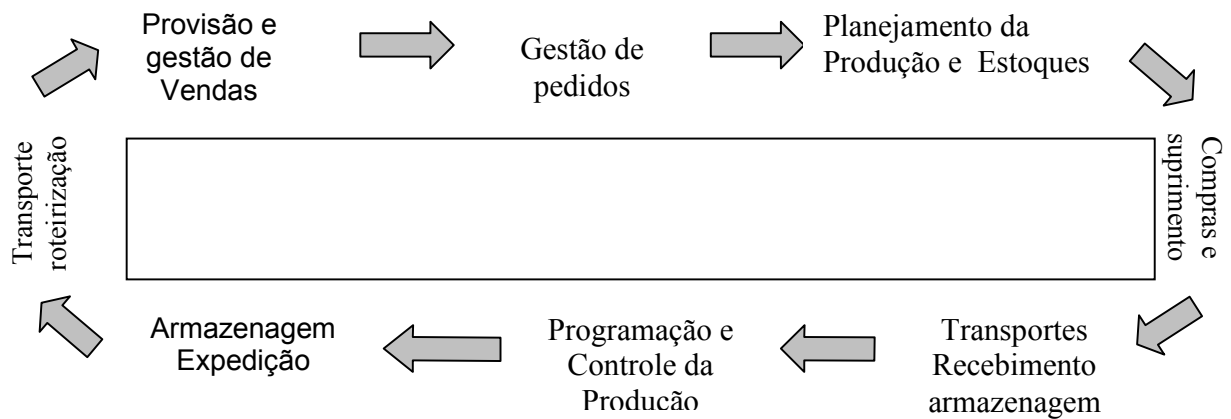 Provisão e
gestão de
Vendas
Gestão de
pedidos
Planejamento da
Produção e Estoques
Compras e
suprimento
Transportes
Recebimento
armazenagem
Programação e
Controle da
Produção
Armazenagem
Expedição
Transporte
roteirização